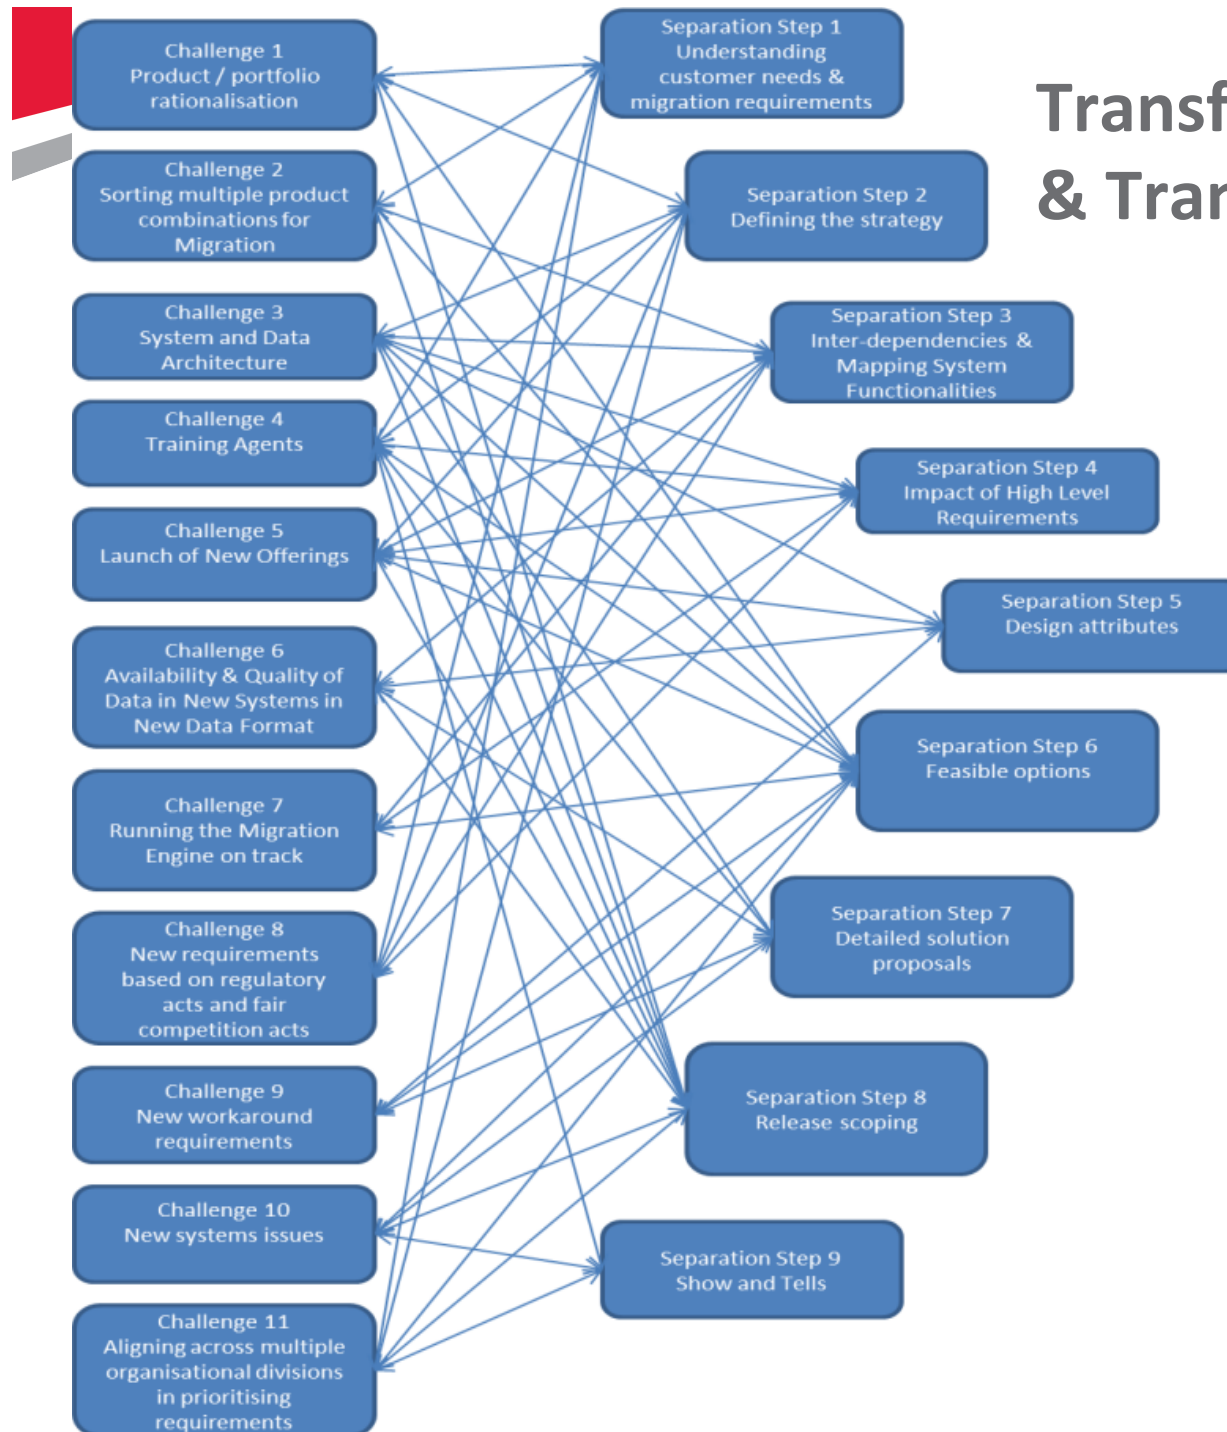 Challenge 1
Product / portfolio
rationalisation
Challenge 2
Sorting multiple product
combinations for
Migration
Challenge 3
System and Data
Architecture
Challenge 4
Training Agents
Challenge 5
Launch of New Offerings
Challenge 6
Availability & Quality of
Data in New Systems in
New Data Format
Challenge 7
Running the Migration
Engine on track
Challenge 8
New requirements
based on regulatory
acts and fair
competition acts
Challenge 9
New workaround
requirements
Challenge 10
New systems issues
Challenge 11
Aligning across multiple
organisational divisions
in prioritising
requirements
Separation Step 1
Understanding
customer needs &
migration requirements
Separation Step 2
Defining the strategy
Separation Step 3
Inter-dependencies &
Mapping System
Functionalities
Separation Step 4
Impact of High Level
Requirements
Separation Step 5
Design attributes
Separation Step 6
Feasible options
Separation Step 7
Detailed solution
proposals
Separation Step 8
Release scoping
Separation Step 9
Show and Tells
Transf
& Tran